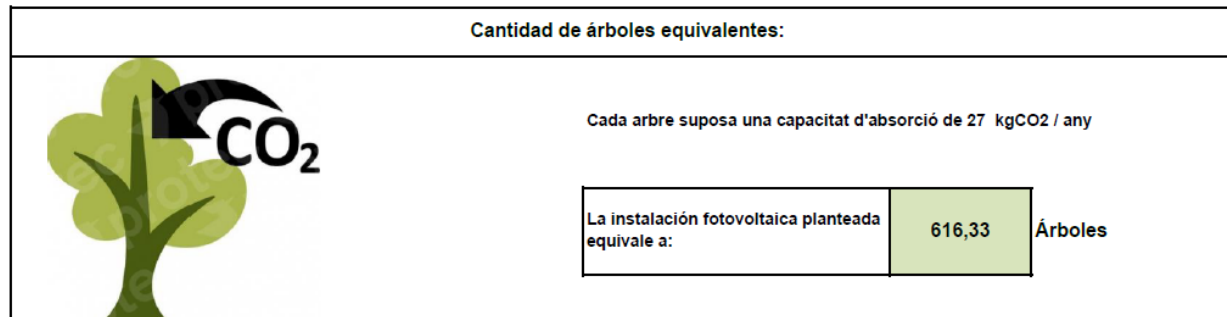 Cantidad de árboles equivalentes:
CO2
Cada arbre suposa una capacitat d'absorció de 27 kgCO2 / any
La instalación fotovoltaica planteada
equivale a:
616,33
Árboles